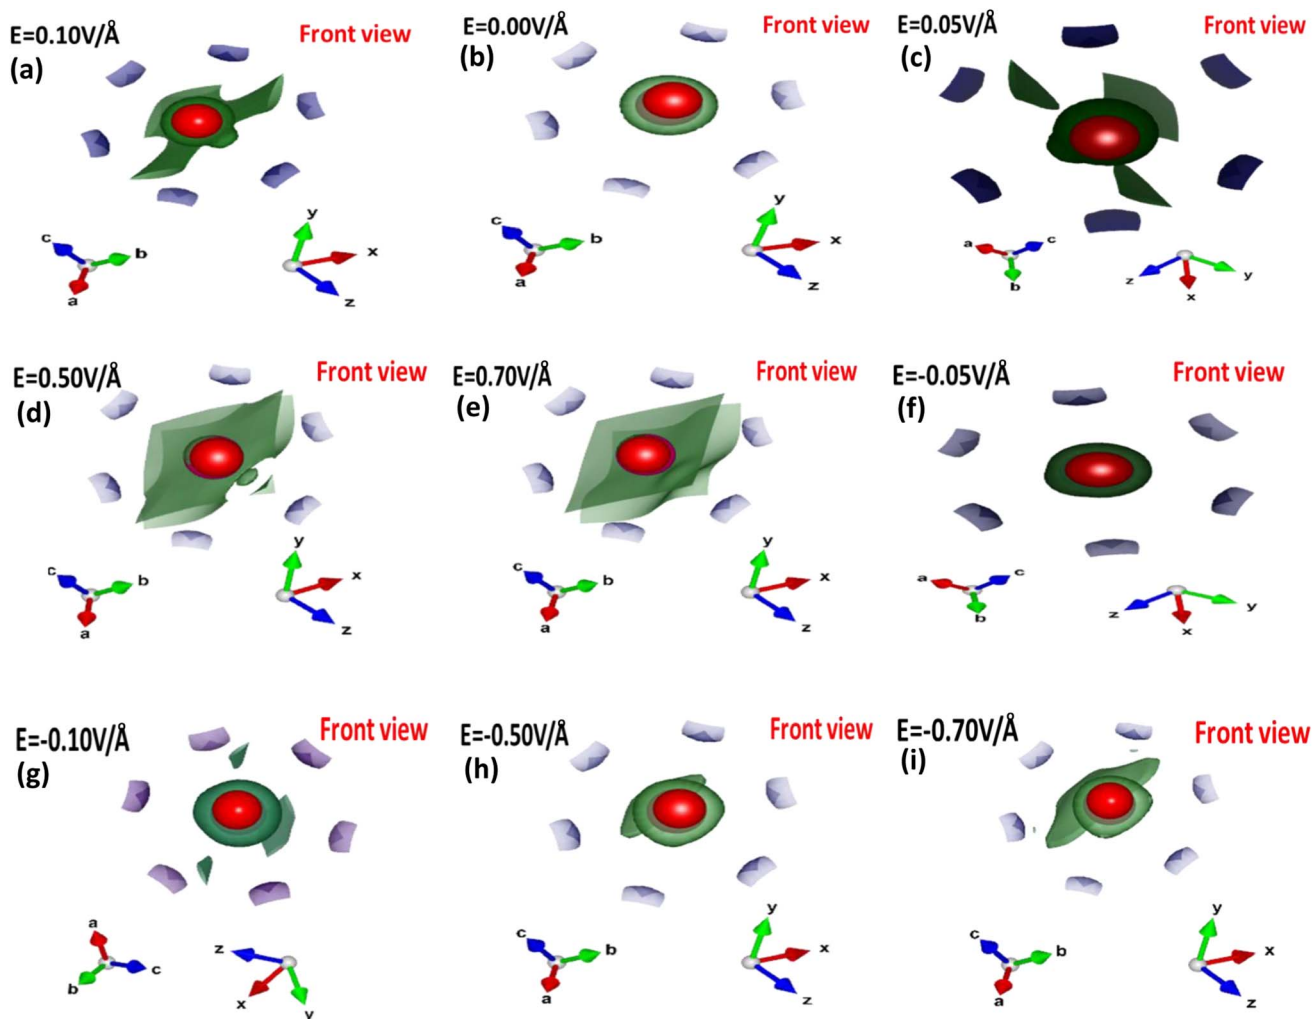 E=0.10V/Å Front view
(a)
c b a
y x z
E=0.00V/Å Front view
(b)
c b a
y x z
E=0.05V/Å Front view
(c)
a c b
z x y
E=0.50V/Å Front view
(d)
c b a
y x z
E=0.70V/Å Front view
(e)
c b a
y x z
E=-0.05V/Å Front view
(f)
a c b
z x y
E=-0.10V/Å Front view
(g)
a b c
z x y
E=-0.50V/Å Front view
(h)
c b a
y x z
E=-0.70V/Å Front view
(i)
c b a
y x z